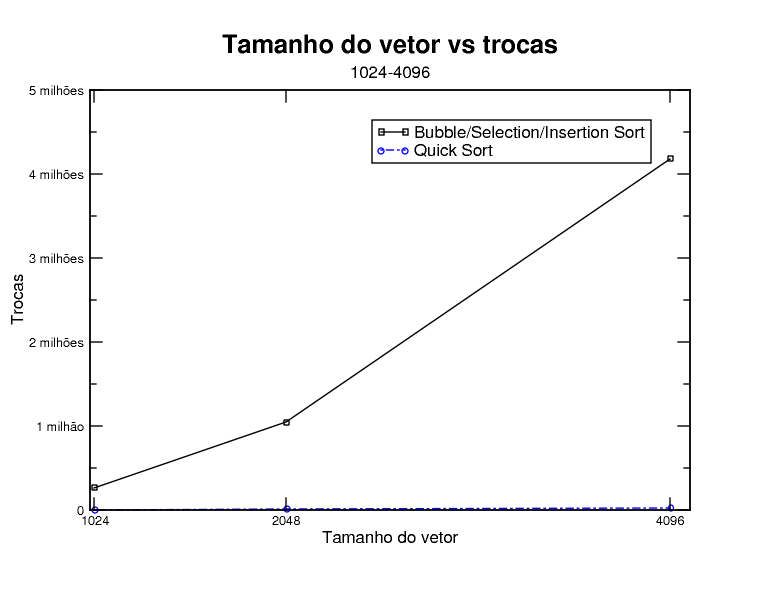 Tamanho do vetor vs trocas
1024-4096
5 milhões
4 milhões
3 milhões
2 milhões
1 milhão
0
Trocas
Bubble/Selection/Insertion Sort
Quick Sort
1024 2048 4096
Tamanho do vetor